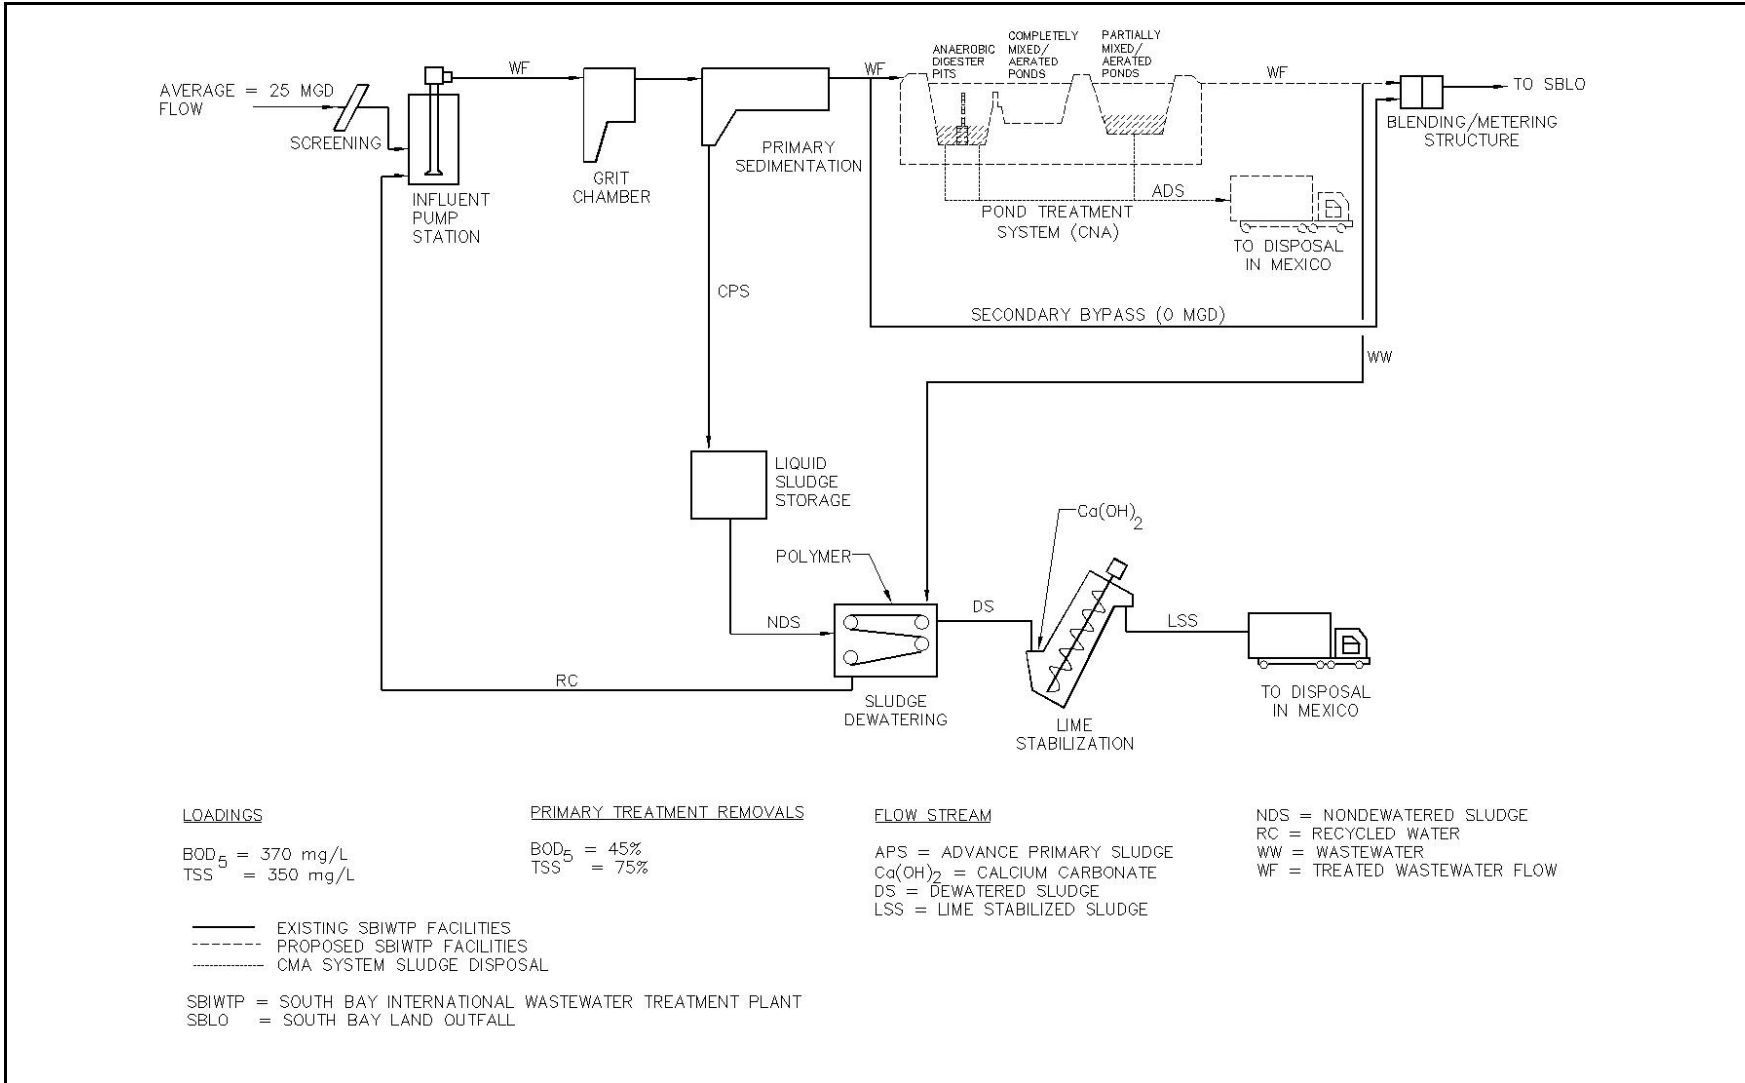 AVERAGE = 25 MGD
FLOW
SCREENING
INFLUENT
PUMP
STATION
WF
GRIT
CHAMBER
PRIMARY
SEDIMENTATION
WF
ANAEROBIC
DIGESTER
PITS
COMPLETELY
MIXED/
AERATED
PONDS
PARTIALLY
MIXED/
AERATED
PONDS
WF
TO SBLO
BLENDING/METERING
STRUCTURE
ADS
POND TREATMENT
SYSTEM (CNA)
TO DISPOSAL
IN MEXICO
CPS
SECONDARY BYPASS (0 MGD)
WW
LIQUID
SLUDGE
STORAGE
Ca(OH)2
POLYMER
NDS
DS
LSS
RC
SLUDGE
DEWATERING
LIME
STABILIZATION
TO DISPOSAL
IN MEXICO
LOADINGS
BOD5 = 370 mg/L
TSS = 350 mg/L
PRIMARY TREATMENT REMOVALS
BOD5 = 45%
TSS = 75%
FLOW STREAM
APS = ADVANCE PRIMARY SLUDGE
Ca(OH)2 = CALCIUM CARBONATE
DS = DEWATERED SLUDGE
LSS = LIME STABILIZED SLUDGE
NDS = NONDEWATERED SLUDGE
RC = RECYCLED WATER
WW = WASTEWATER
WF = TREATED WASTEWATER FLOW
EXISTING SBIWTP FACILITIES
PROPOSED SBIWTP FACILITIES
CMA SYSTEM SLUDGE DISPOSAL
SBIWTP = SOUTH BAY INTERNATIONAL WASTEWATER TREATMENT PLANT
SBLO = SOUTH BAY LAND OUTFALL